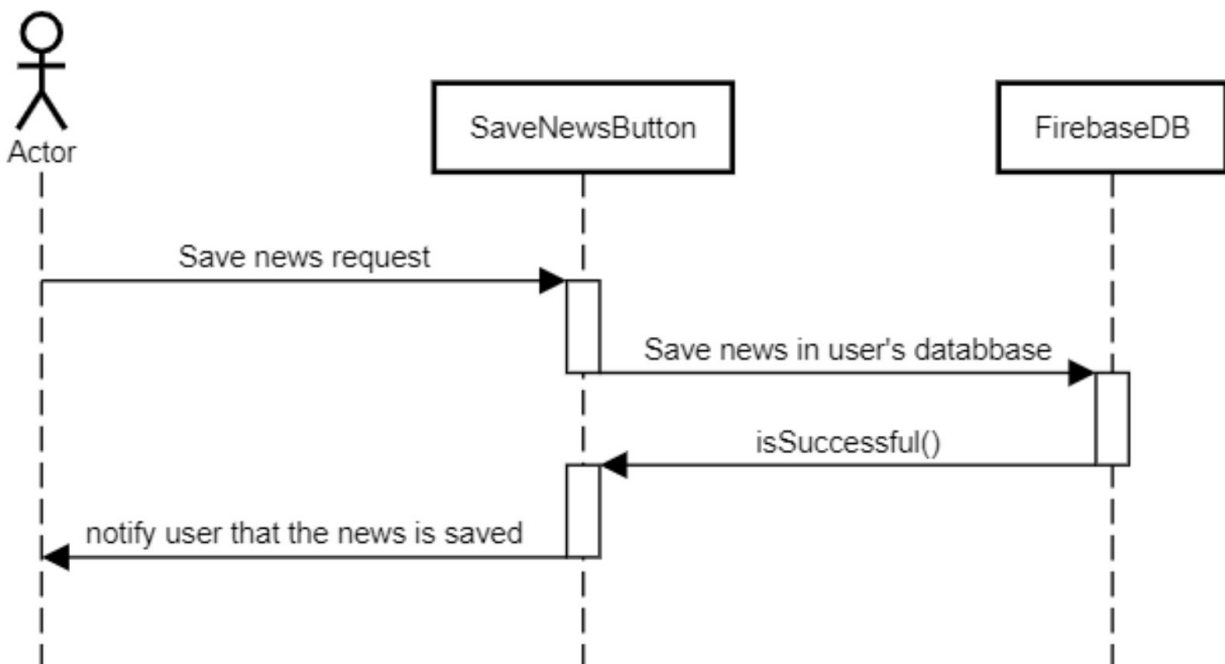 SaveNewsButton
FirebaseDB
Actor
Save news request
Save news in user's databbase
isSuccessful()
notify user that the news is saved